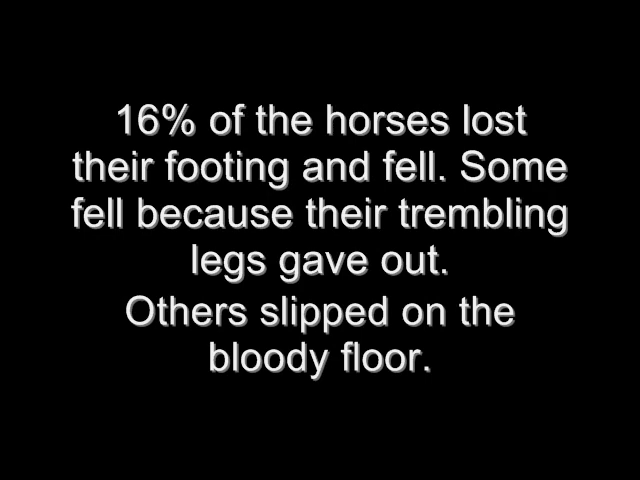 16% of the horses lost
their footing and fell. Some
fell because their trembling
legs gave out.
Others slipped on the
bloody floor.